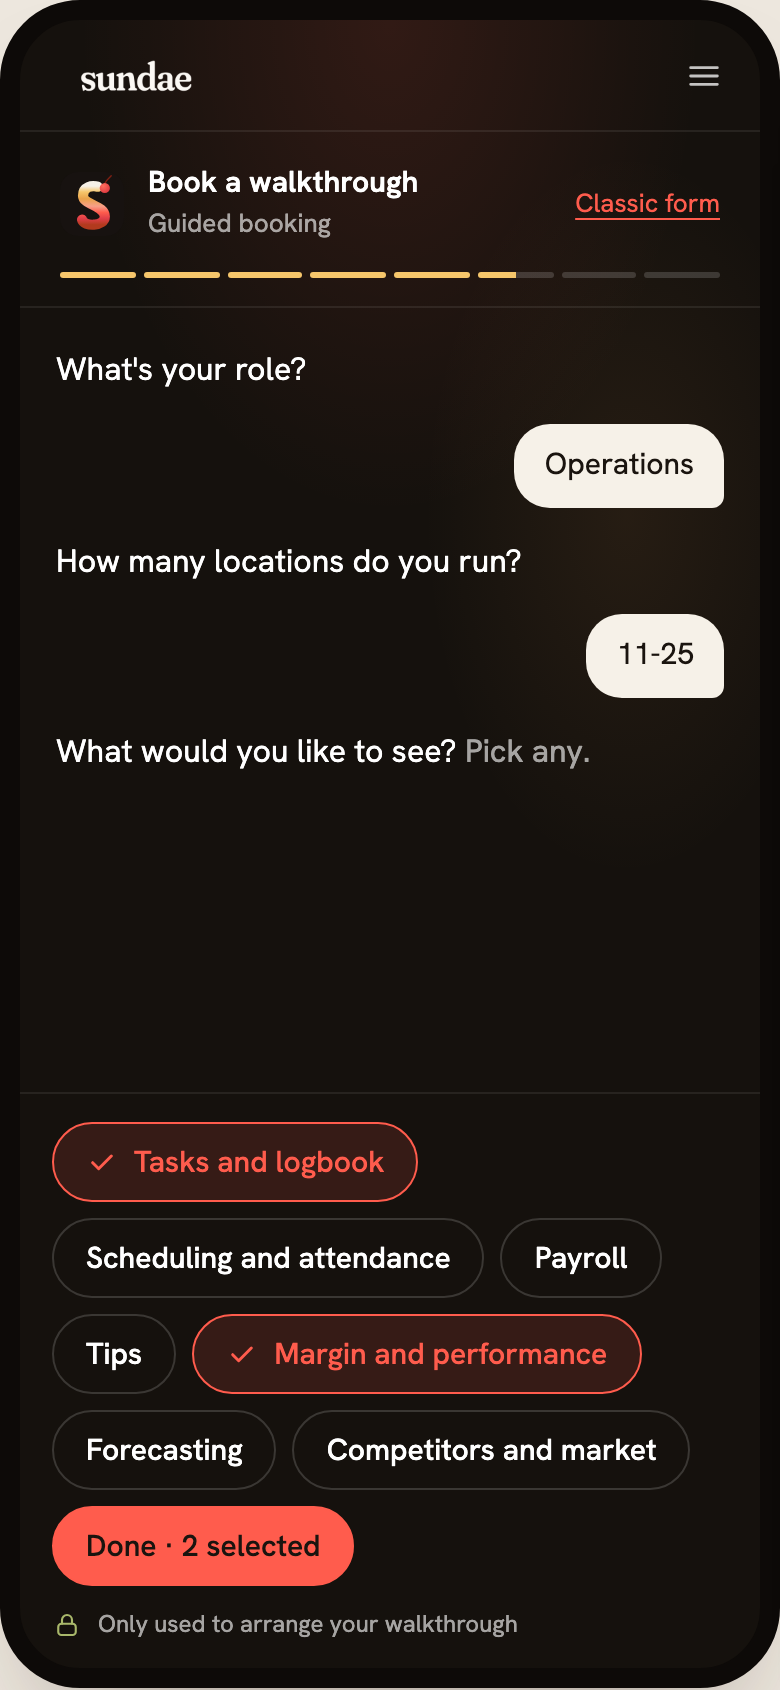 sundae
Book a walkthrough
Guided booking
Classic form
What's your role?
Operations
How many locations do you run?
11-25
What would you like to see? Pick any.
Tasks and logbook
Scheduling and attendance
Payroll
Tips
Margin and performance
Forecasting
Competitors and market
Done · 2 selected
Only used to arrange your walkthrough